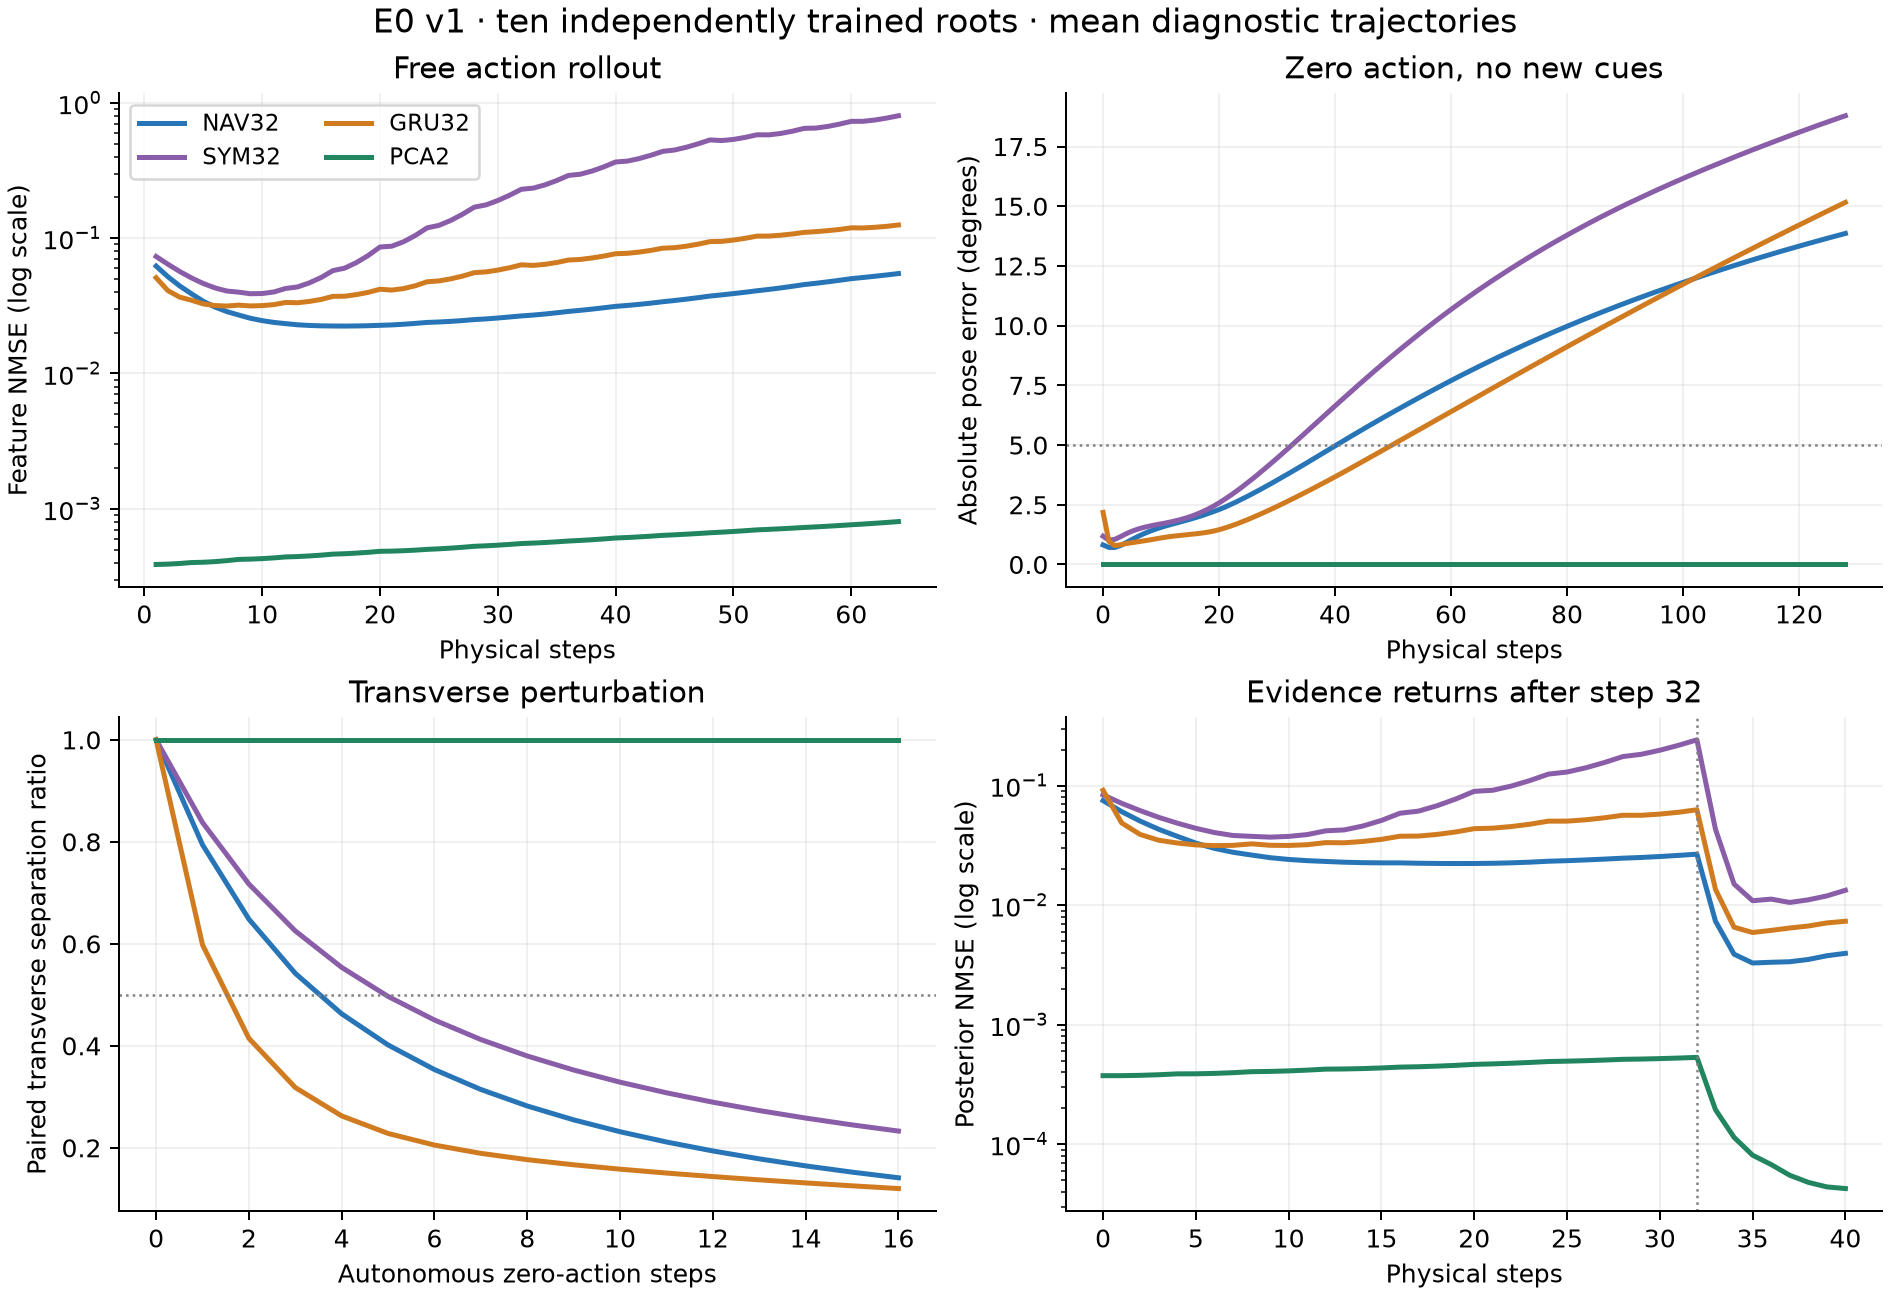 E0 v1 · ten independently trained roots · mean diagnostic trajectories
Free action rollout
NAV32
SYM32
GRU32
PCA2
Feature NMSE (log scale)
10⁰
10⁻¹
10⁻²
10⁻³
0 10 20 30 40 50 60
Physical steps
Zero action, no new cues
Absolute pose error (degrees)
17.5
15.0
12.5
10.0
7.5
5.0
2.5
0.0
0 20 40 60 80 100 120
Physical steps
Transverse perturbation
Paired transverse separation ratio
1.0
0.8
0.6
0.4
0.2
0 2 4 6 8 10 12 14 16
Autonomous zero-action steps
Evidence returns after step 32
Posterior NMSE (log scale)
10⁻¹
10⁻²
10⁻³
10⁻⁴
0 5 10 15 20 25 30 35 40
Physical steps